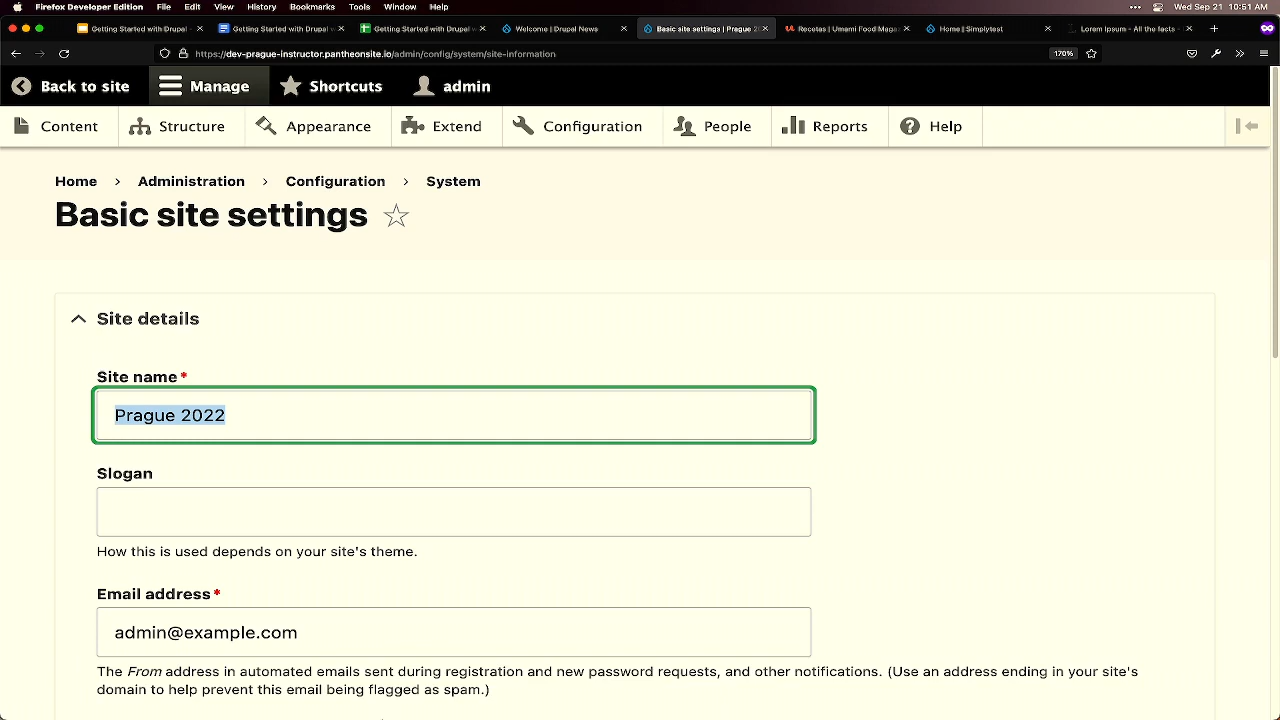 Firefox Developer Edition File Edit View History Bookmarks Tools Window Help Wed Sep 21 10:51 AM
Getting Started with Drupal - Getting Started with Drupal w Getting Started with Drupal w Welcome | Drupal News Basic site settings | Prague 20 Recetas | Umami Food Maga Home | Simplytest Lorem Ipsum - All the facts -
https://dev-prague-instructor.pantheonsite.io/admin/config/system/site-information 170%
Back to site Manage Shortcuts admin
Content Structure Appearance Extend Configuration People Reports Help
Home › Administration › Configuration › System
Basic site settings
Site details
Site name*
Prague 2022
Slogan
How this is used depends on your site's theme.
Email address*
admin@example.com
The From address in automated emails sent during registration and new password requests, and other notifications. (Use an address ending in your site's
domain to help prevent this email being flagged as spam.)